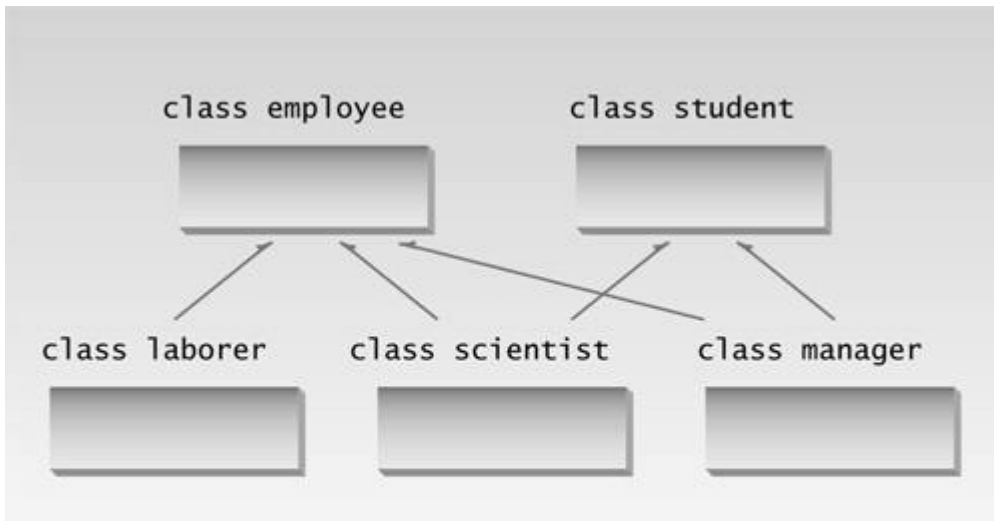 class employee
class student
class laborer
class scientist
class manager